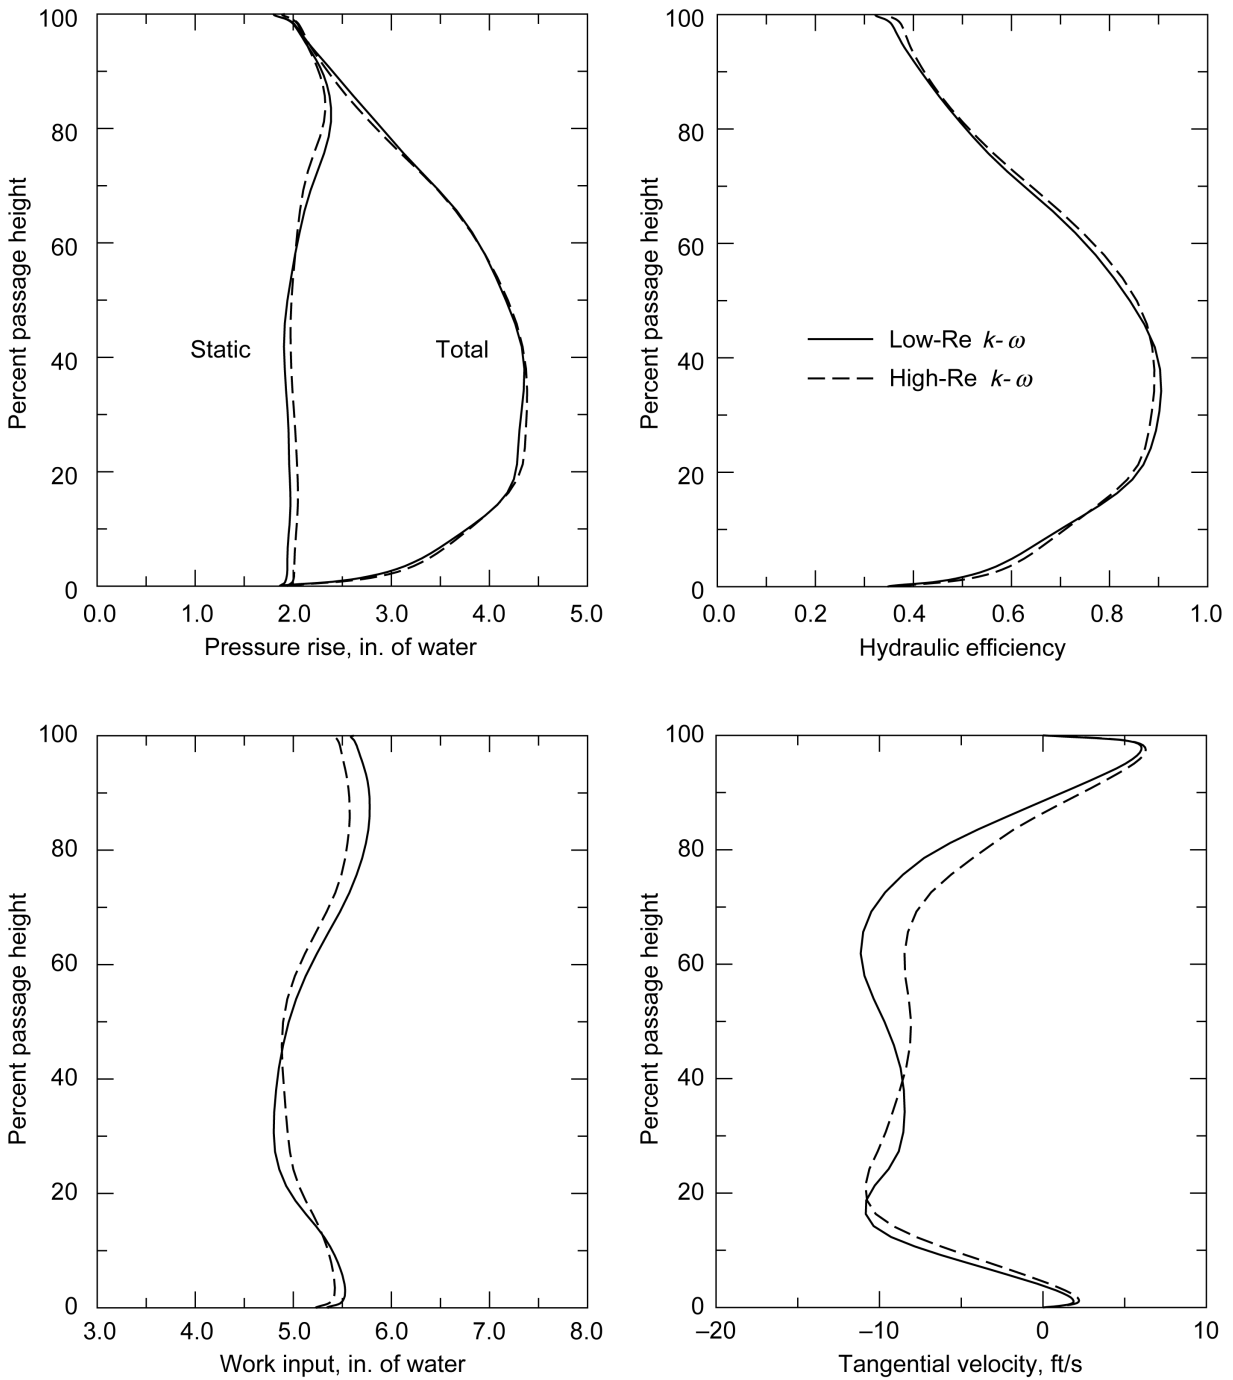 100
80
60
40
20
0
Percent passage height
Static
Total
0.0 1.0 2.0 3.0 4.0 5.0
Pressure rise, in. of water
100
80
60
40
20
0
Percent passage height
Low-Re k-ω
High-Re k-ω
0.0 0.2 0.4 0.6 0.8 1.0
Hydraulic efficiency
100
80
60
40
20
0
Percent passage height
3.0 4.0 5.0 6.0 7.0 8.0
Work input, in. of water
100
80
60
40
20
0
Percent passage height
–20 –10 0 10
Tangential velocity, ft/s